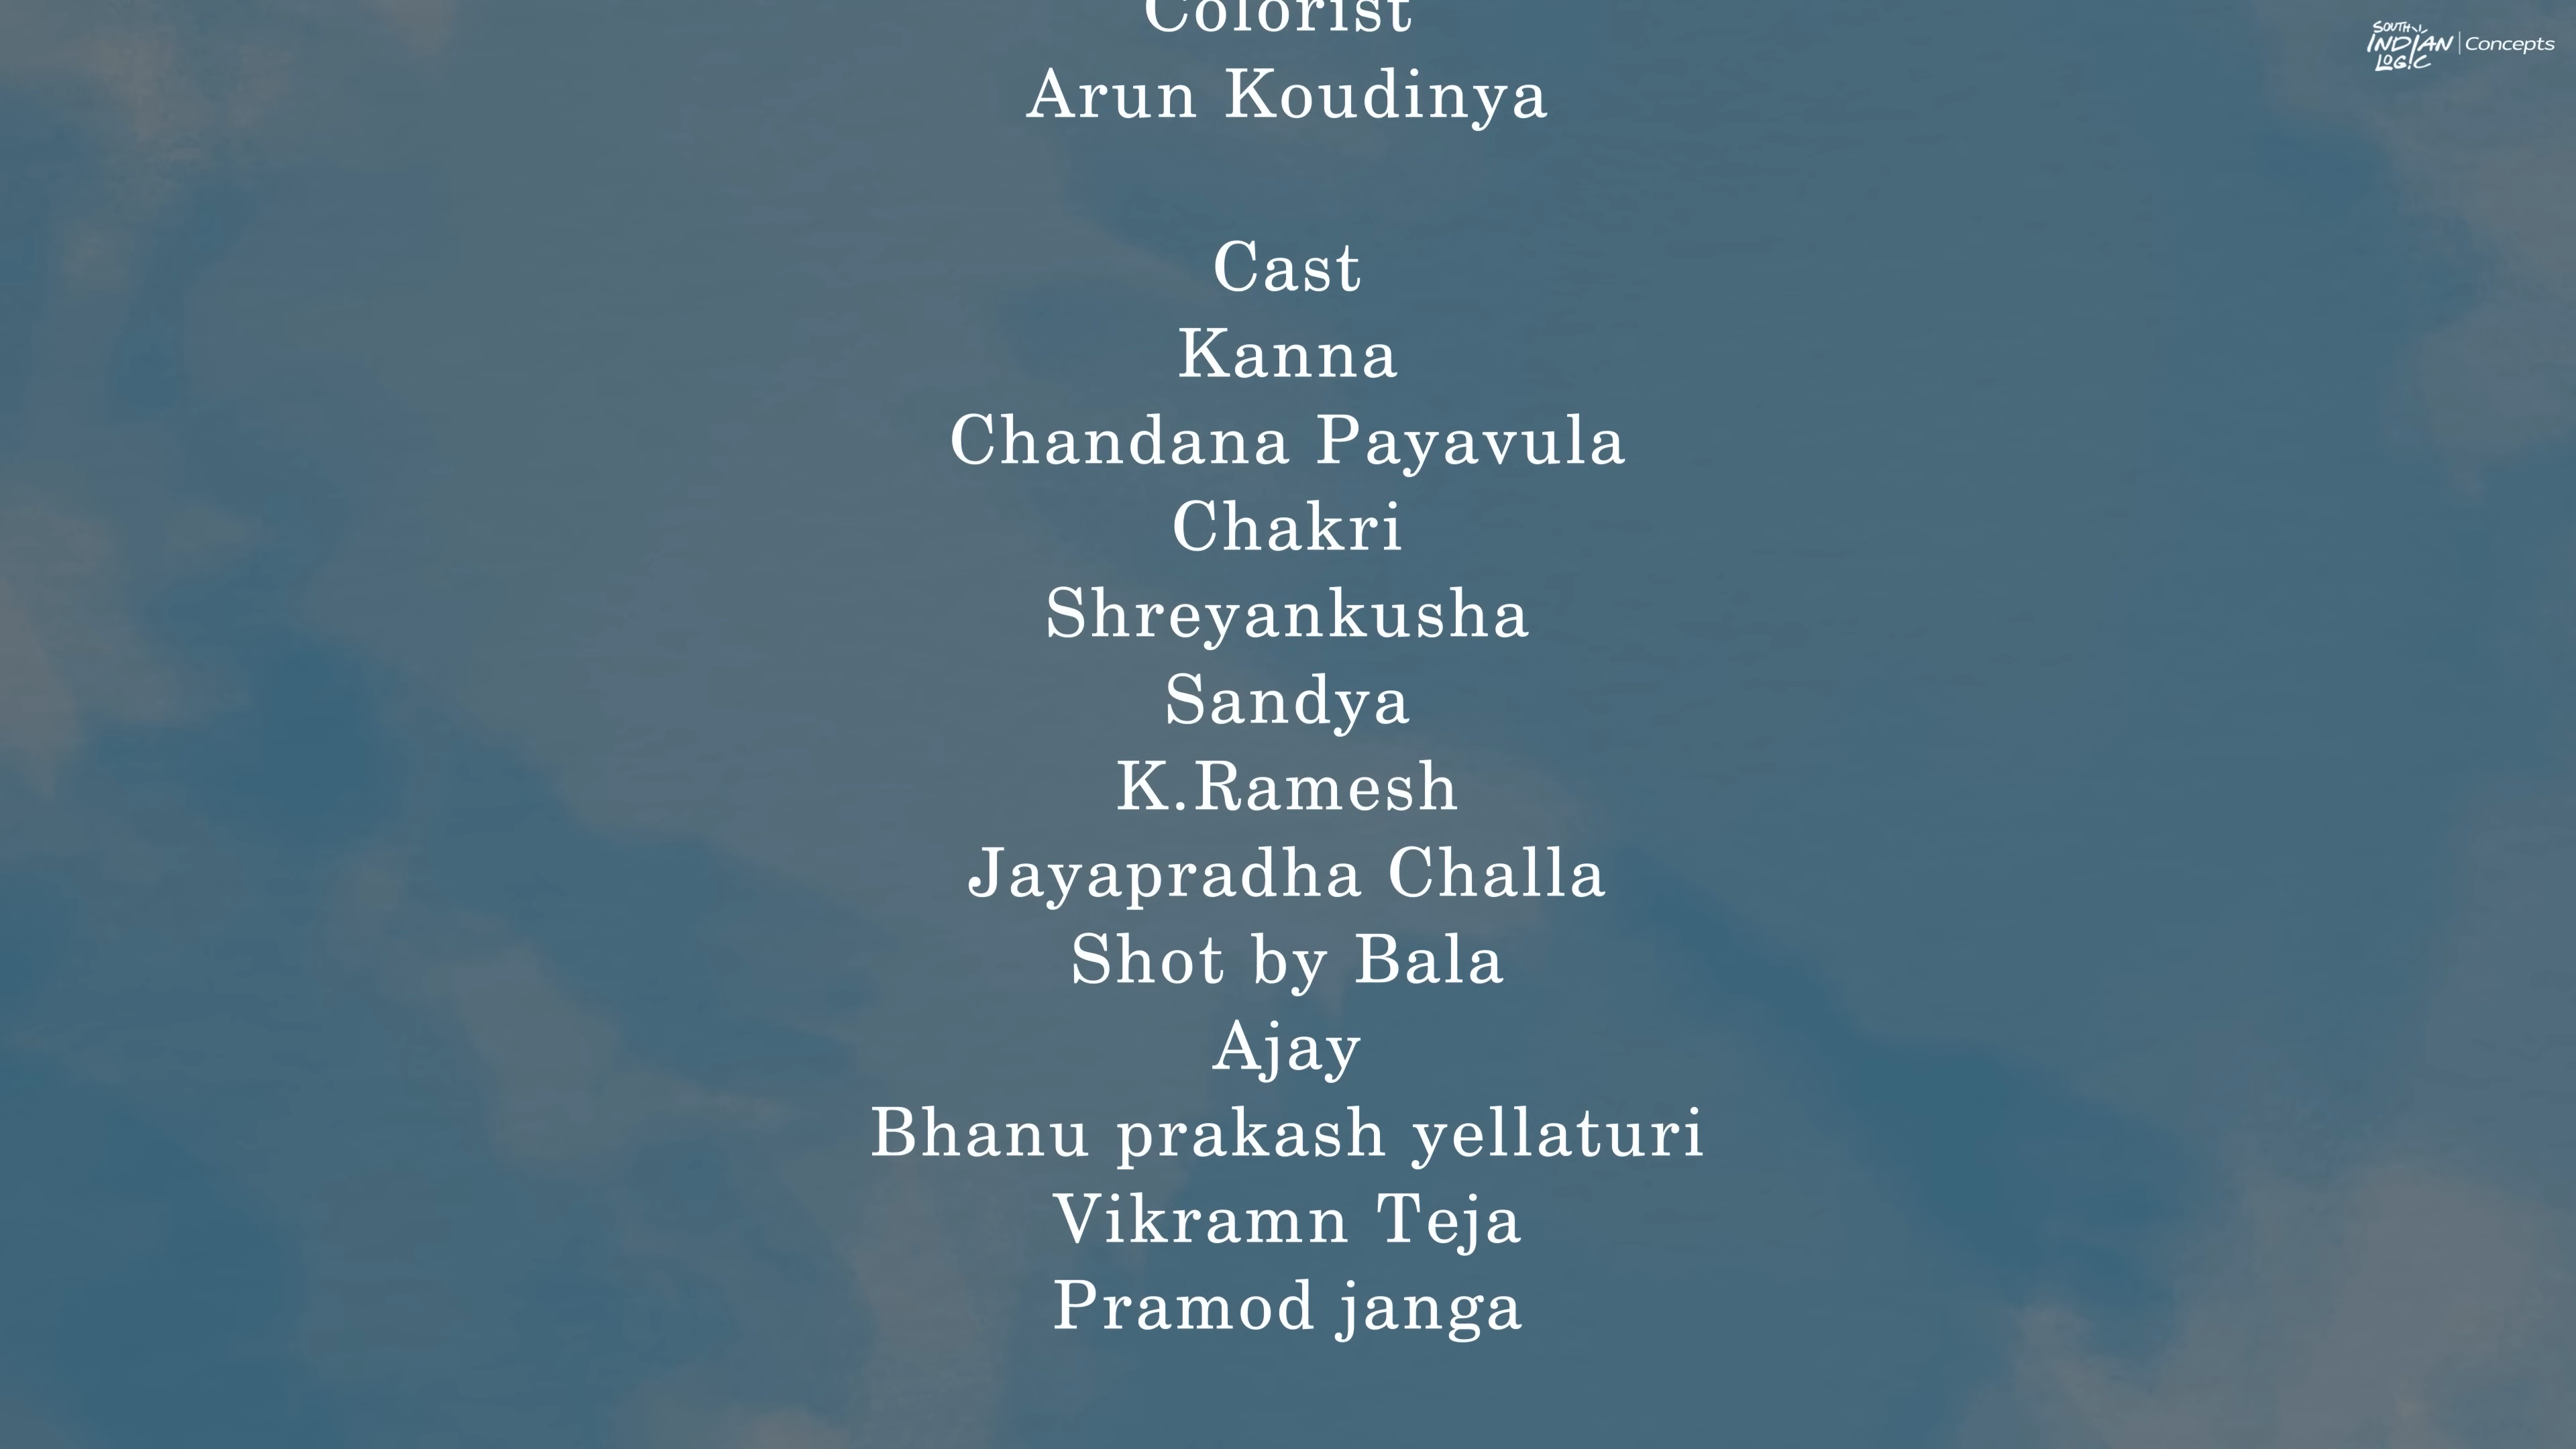 Colorist
Arun Koudinya
Cast
Kanna
Chandana Payavula
Chakri
Shreyankusha
Sandya
K.Ramesh
Jayapradha Challa
Shot by Bala
Ajay
Bhanu prakash yellaturi
Vikramn Teja
Pramod janga
SOUTH
INDIAN
LOGIC
Concepts